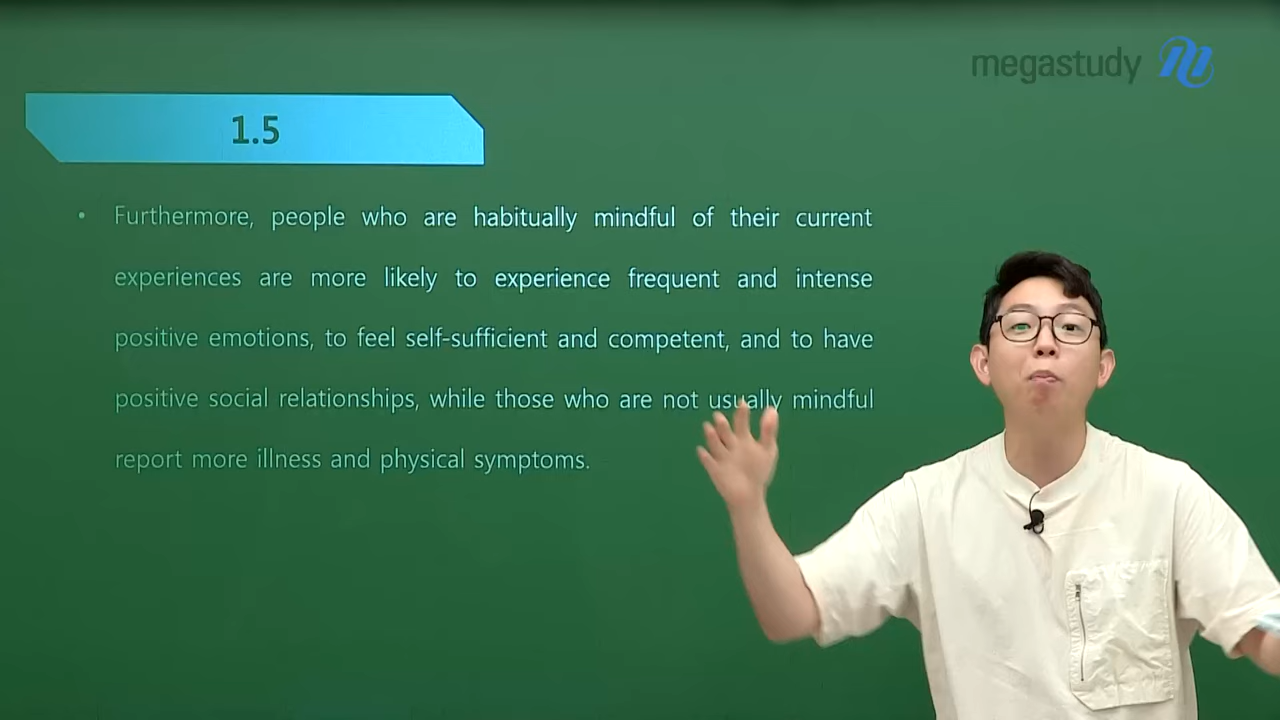 megastudy
1.5
• Furthermore, people who are habitually mindful of their current
experiences are more likely to experience frequent and intense
positive emotions, to feel self-sufficient and competent, and to have
positive social relationships, while those who are not usually mindful
report more illness and physical symptoms.